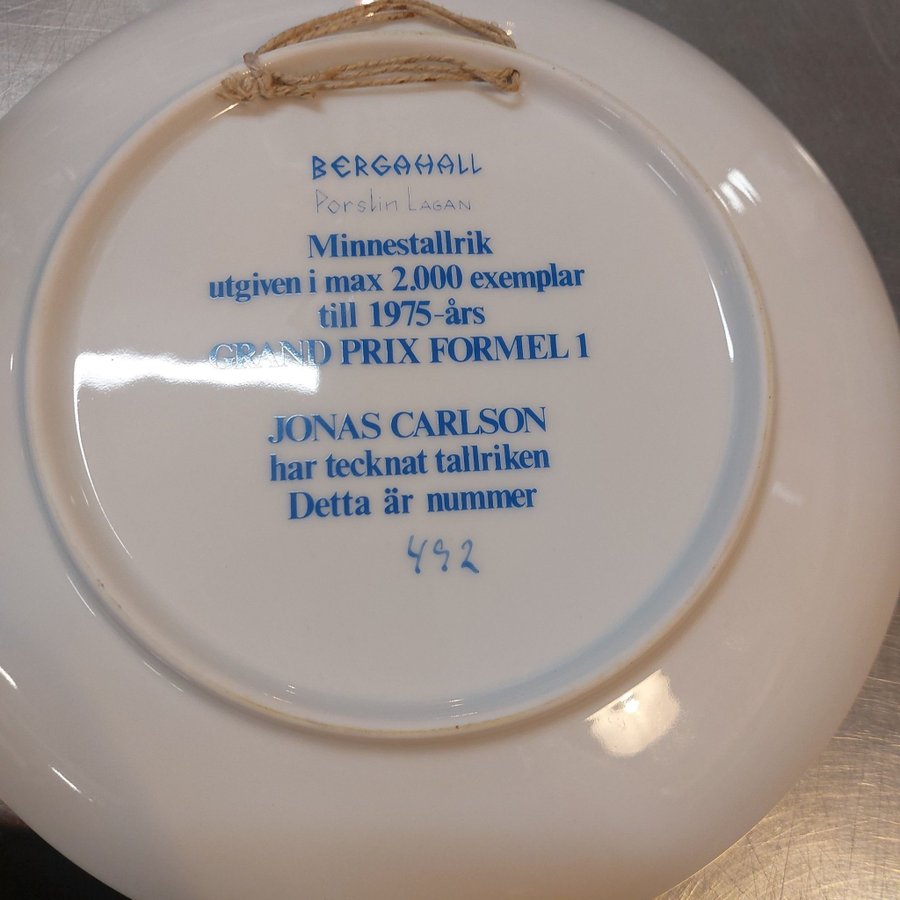 BERGAHALL
Porslin LAGAN
Minnestallrik
utgiven i max 2.000 exemplar
till 1975-års
GRAND PRIX FORMEL 1
JONAS CARLSON
har tecknat tallriken
Detta är nummer
492